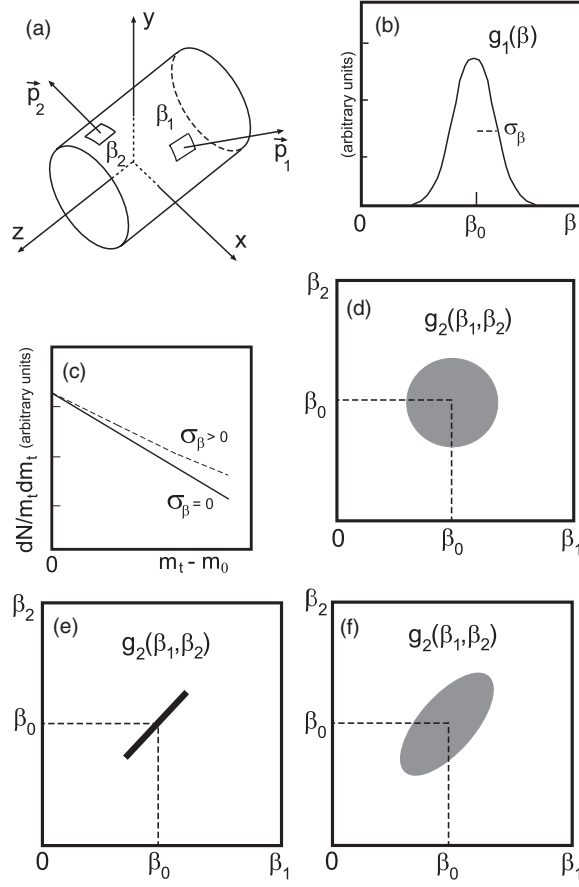 (a)
y
p⃗₂
β₁
β₂
p⃗₁
z
x
(b)
g₁(β)
(arbitrary units)
σβ
0
β₀
β
(c)
dN/mₜdmₜ (arbitrary units)
σβ > 0
σβ = 0
0
mₜ - m₀
β₂
(d)
g₂(β₁,β₂)
β₀
0
β₀
β₁
β₂
(e)
g₂(β₁,β₂)
β₀
0
β₀
β₁
β₂
(f)
g₂(β₁,β₂)
β₀
0
β₀
β₁